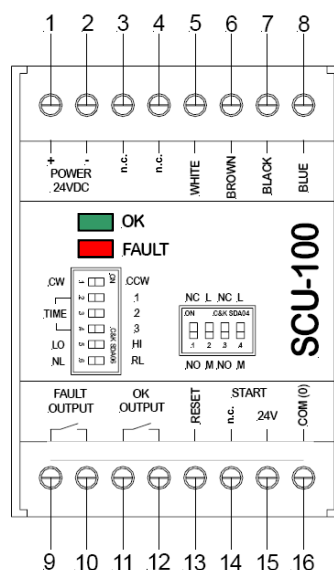 1 2 3 4 5 6 7 8
+ - n.c. n.c. WHITE BROWN BLACK BLUE
POWER
24VDC
OK
FAULT
SCU-100
CW 1 ON CCW
2 1
TIME 3 2
4 C&K SDA06 3
LO 5 HI
NL 6 RL
NC L NC L
ON C&K SDA04
1 2 3 4
NO M NO M
FAULT OUTPUT
OK OUTPUT
RESET
START
n.c. 24V
COM (0)
9 10 11 12 13 14 15 16